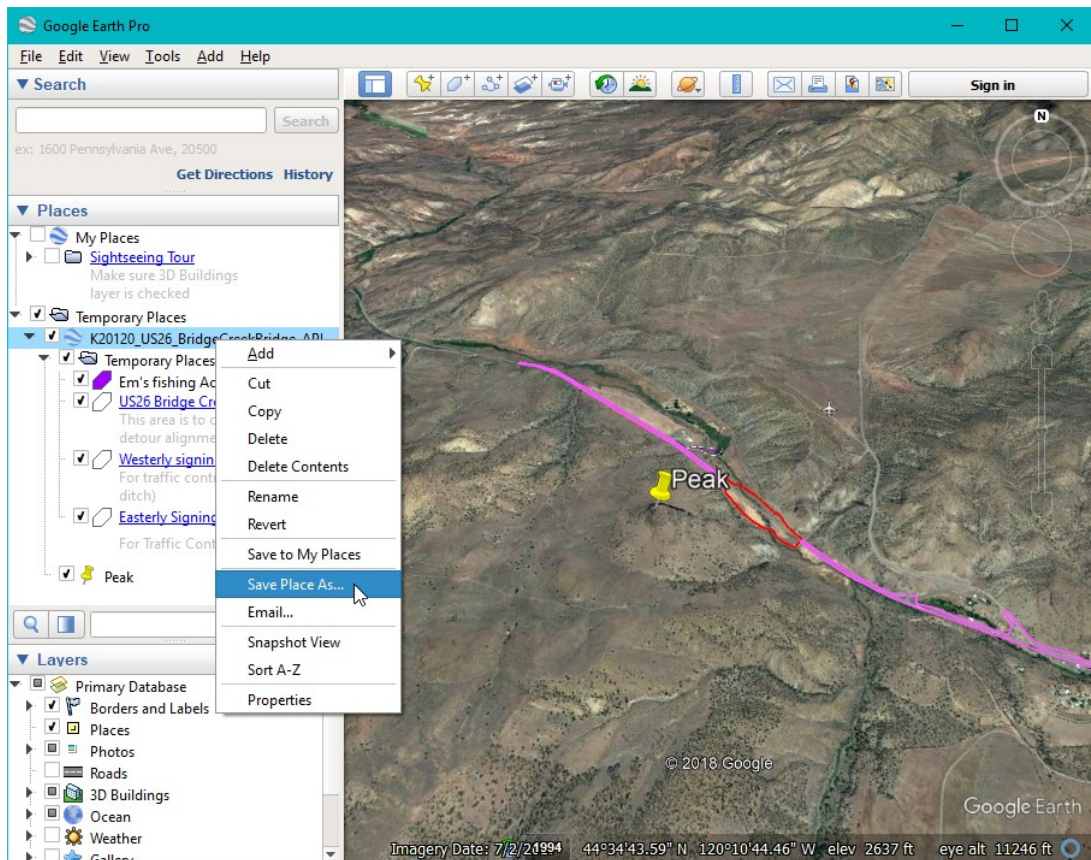 Google Earth Pro
File Edit View Tools Add Help
Search
Search
ex: 1600 Pennsylvania Ave, 20500
Get Directions History
Places
My Places
Sightseeing Tour
Make sure 3D Buildings
layer is checked
Temporary Places
K20120_US26_BridgeCreekBridge_API
Temporary Places
Em's fishing Ac
US26 Bridge Cre
This area is to c
detour alignme
Westerly signin
For traffic contr
ditch)
Easterly Signing
For Traffic Cont
Peak
Add
Cut
Copy
Delete
Delete Contents
Rename
Revert
Save to My Places
Save Place As...
Email...
Snapshot View
Sort A-Z
Properties
Layers
Primary Database
Borders and Labels
Places
Photos
Roads
3D Buildings
Ocean
Weather
Gallery
Sign in
N
Peak
© 2018 Google
Google Earth
1994
Imagery Date: 44°34'43.59" N 120°10'44.46" W elev 2637 ft eye alt 11246 ft